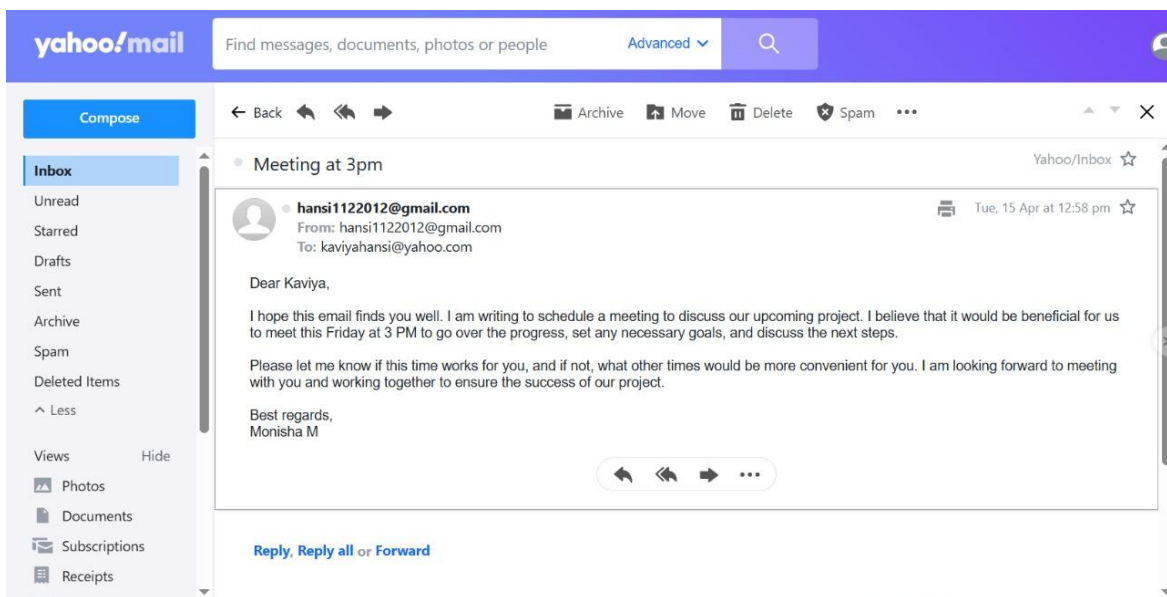 yahoo!mail
Find messages, documents, photos or people
Advanced
Compose
Back
Archive
Move
Delete
Spam
Inbox
Unread
Starred
Drafts
Sent
Archive
Spam
Deleted Items
Less
Views Hide
Photos
Documents
Subscriptions
Receipts
Meeting at 3pm
Yahoo/Inbox
hansi1122012@gmail.com
Tue, 15 Apr at 12:58 pm
From: hansi1122012@gmail.com
To: kaviyahansi@yahoo.com
Dear Kaviya,
I hope this email finds you well. I am writing to schedule a meeting to discuss our upcoming project. I believe that it would be beneficial for us
to meet this Friday at 3 PM to go over the progress, set any necessary goals, and discuss the next steps.
Please let me know if this time works for you, and if not, what other times would be more convenient for you. I am looking forward to meeting
with you and working together to ensure the success of our project.
Best regards,
Monisha M
Reply, Reply all or Forward